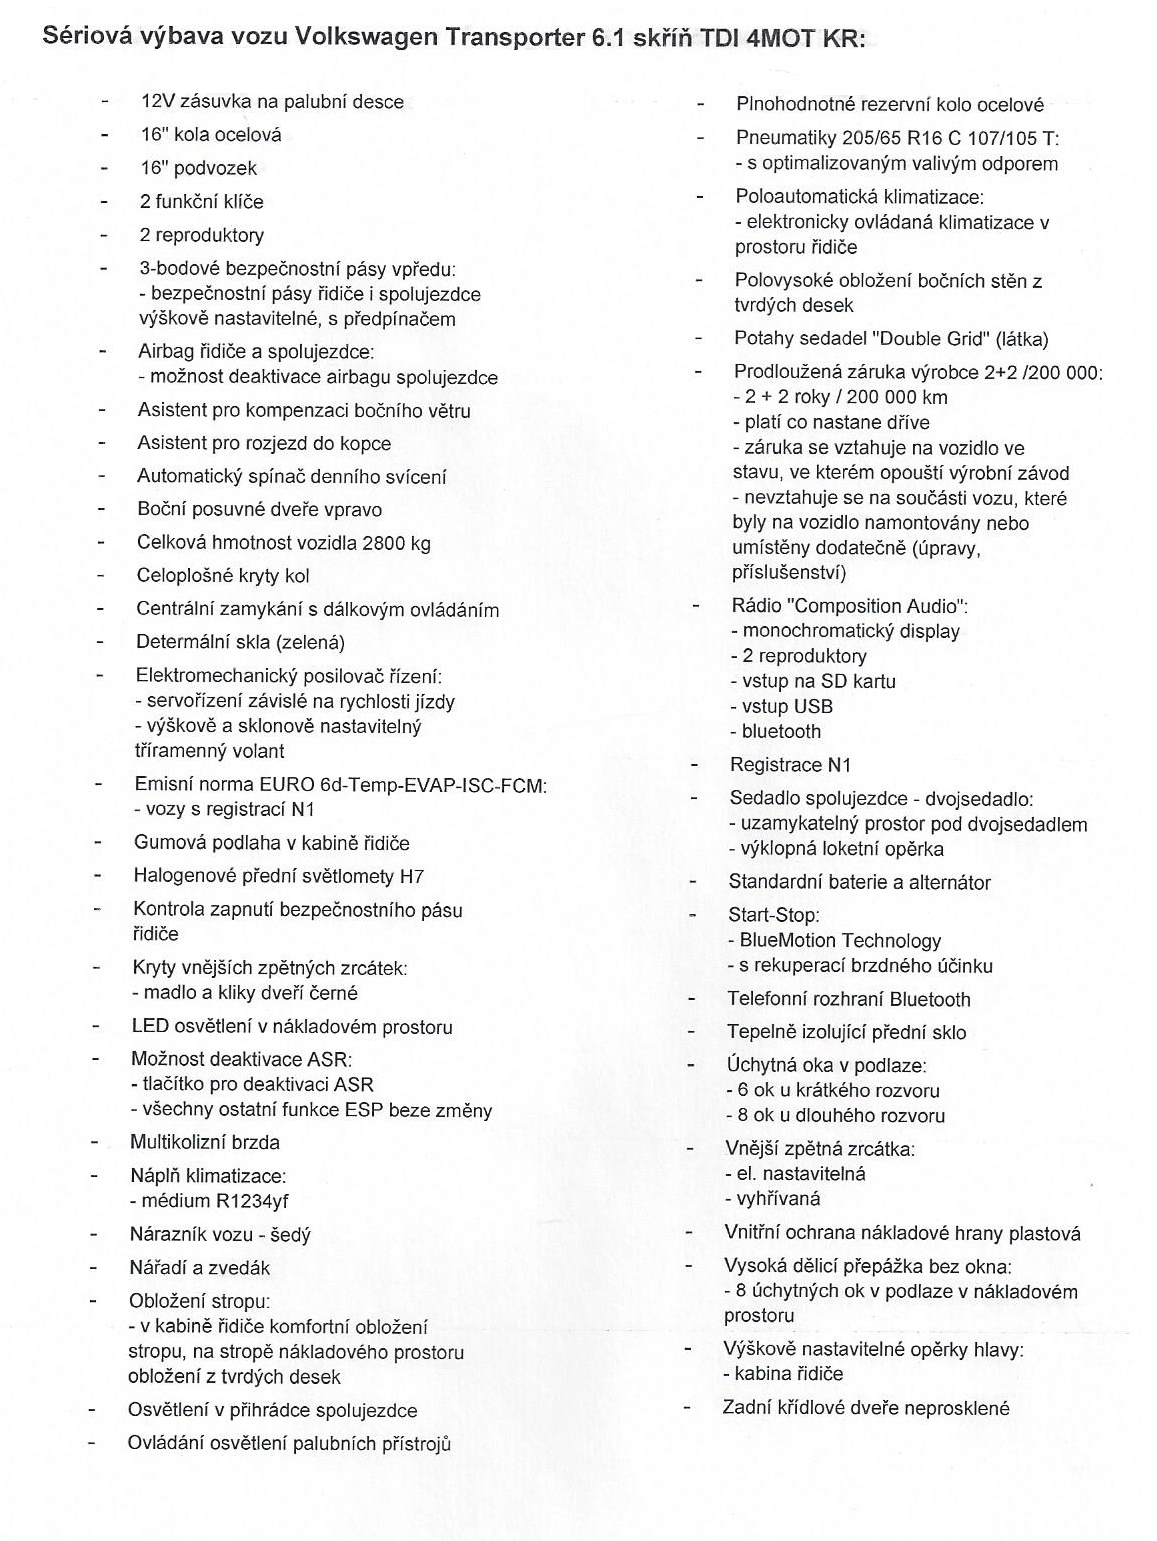 Sériová výbava vozu Volkswagen Transporter 6.1 skříň TDI 4MOT KR:
- 12V zásuvka na palubní desce
- 16" kola ocelová
- 16" podvozek
- 2 funkční klíče
- 2 reproduktory
- 3-bodové bezpečnostní pásy vpředu:
- bezpečnostní pásy řidiče i spolujezdce
výškově nastavitelné, s předpínačem
- Airbag řidiče a spolujezdce:
- možnost deaktivace airbagu spolujezdce
- Asistent pro kompenzaci bočního větru
- Asistent pro rozjezd do kopce
- Automatický spínač denního svícení
- Boční posuvné dveře vpravo
- Celková hmotnost vozidla 2800 kg
- Celoplošné kryty kol
- Centrální zamykání s dálkovým ovládáním
- Determální skla (zelená)
- Elektromechanický posilovač řízení:
- servořízení závislé na rychlosti jízdy
- výškově a sklonově nastavitelný
tříramenný volant
- Emisní norma EURO 6d-Temp-EVAP-ISC-FCM:
- vozy s registrací N1
- Gumová podlaha v kabině řidiče
- Halogenové přední světlomety H7
- Kontrola zapnutí bezpečnostního pásu
řidiče
- Kryty vnějších zpětných zrcátek:
- madlo a kliky dveří černé
- LED osvětlení v nákladovém prostoru
- Možnost deaktivace ASR:
- tlačítko pro deaktivaci ASR
- všechny ostatní funkce ESP beze změny
- Multikolizní brzda
- Náplň klimatizace:
- médium R1234yf
- Nárazník vozu - šedý
- Nářadí a zvedák
- Obložení stropu:
- v kabině řidiče komfortní obložení
stropu, na stropě nákladového prostoru
obložení z tvrdých desek
- Osvětlení v přihrádce spolujezdce
- Ovládání osvětlení palubních přístrojů
- Plnohodnotné rezervní kolo ocelové
- Pneumatiky 205/65 R16 C 107/105 T:
- s optimalizovaným valivým odporem
- Poloautomatická klimatizace:
- elektronicky ovládaná klimatizace v
prostoru řidiče
- Polovysoké obložení bočních stěn z
tvrdých desek
- Potahy sedadel "Double Grid" (látka)
- Prodloužená záruka výrobce 2+2 /200 000:
- 2 + 2 roky / 200 000 km
- platí co nastane dříve
- záruka se vztahuje na vozidlo ve
stavu, ve kterém opouští výrobní závod
- nevztahuje se na součásti vozu, které
byly na vozidlo namontovány nebo
umístěny dodatečně (úpravy,
příslušenství)
- Rádio "Composition Audio":
- monochromatický display
- 2 reproduktory
- vstup na SD kartu
- vstup USB
- bluetooth
- Registrace N1
- Sedadlo spolujezdce - dvojsedadlo:
- uzamykatelný prostor pod dvojsedadlem
- výklopná loketní opěrka
- Standardní baterie a alternátor
- Start-Stop:
- BlueMotion Technology
- s rekuperací brzdného účinku
- Telefonní rozhraní Bluetooth
- Tepelně izolující přední sklo
- Úchytná oka v podlaze:
- 6 ok u krátkého rozvoru
- 8 ok u dlouhého rozvoru
- Vnější zpětná zrcátka:
- el. nastavitelná
- vyhřívaná
- Vnitřní ochrana nákladové hrany plastová
- Vysoká dělicí přepážka bez okna:
- 8 úchytných ok v podlaze v nákladovém
prostoru
- Výškově nastavitelné opěrky hlavy:
- kabina řidiče
- Zadní křídlové dveře neprosklené